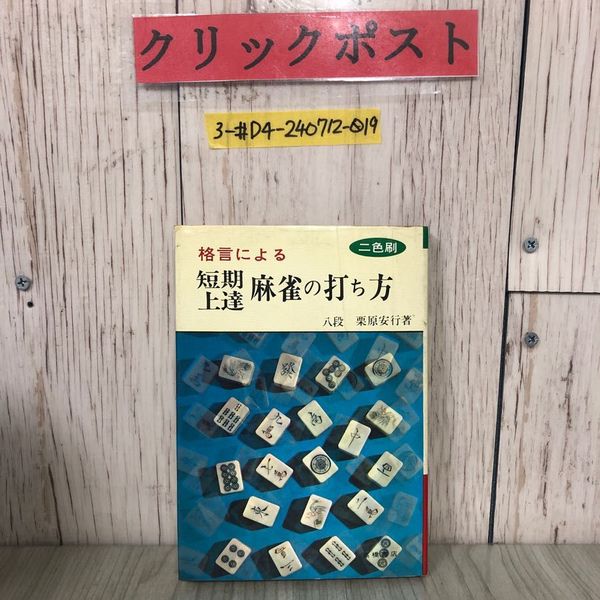 クリックポスト
3-#D4-240712-019
格言による
二色刷
短期上達 麻雀の打ち方
八段 栗原安行著